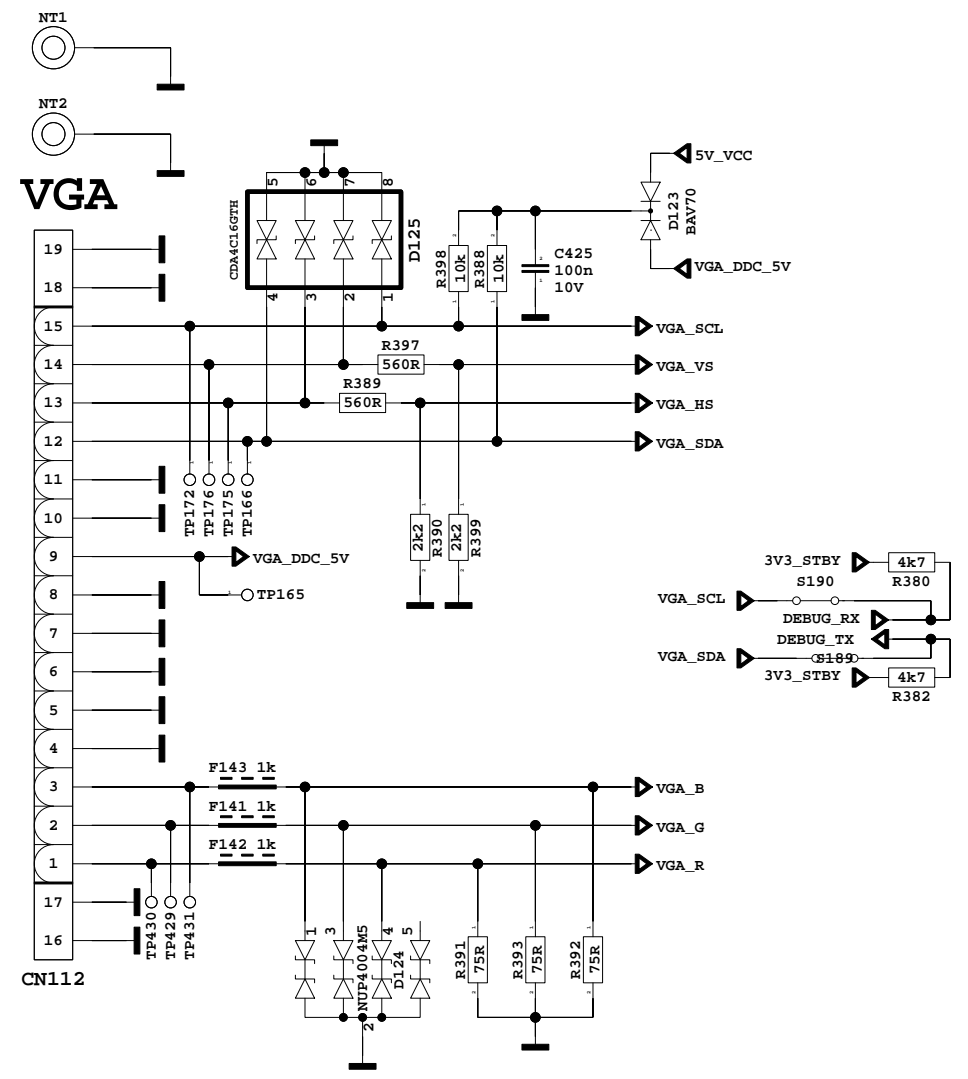 NT1
NT2
VGA
5V_VCC
D123
BAV70
VGA_DDC_5V
5
6
7
8
CDA4C16GTH
D125
4
3
2
1
R398
10k
R388
10k
C425
100n
10V
19
18
15
VGA_SCL
R397
14
560R
VGA_VS
R389
13
560R
VGA_HS
12
VGA_SDA
11
10
TP172
TP176
TP175
TP166
2k2
R390
2k2
R399
9
VGA_DDC_5V
8
TP165
7
6
5
4
3V3_STBY
4k7
R380
S190
VGA_SCL
DEBUG_RX
DEBUG_TX
VGA_SDA
S189
3V3_STBY
4k7
R382
F143 1k
3
VGA_B
F141 1k
2
VGA_G
F142 1k
1
VGA_R
17
16
TP430
TP429
TP431
CN112
1
3
4
5
NUP4004M5
D124
2
R391
75R
R393
75R
R392
75R